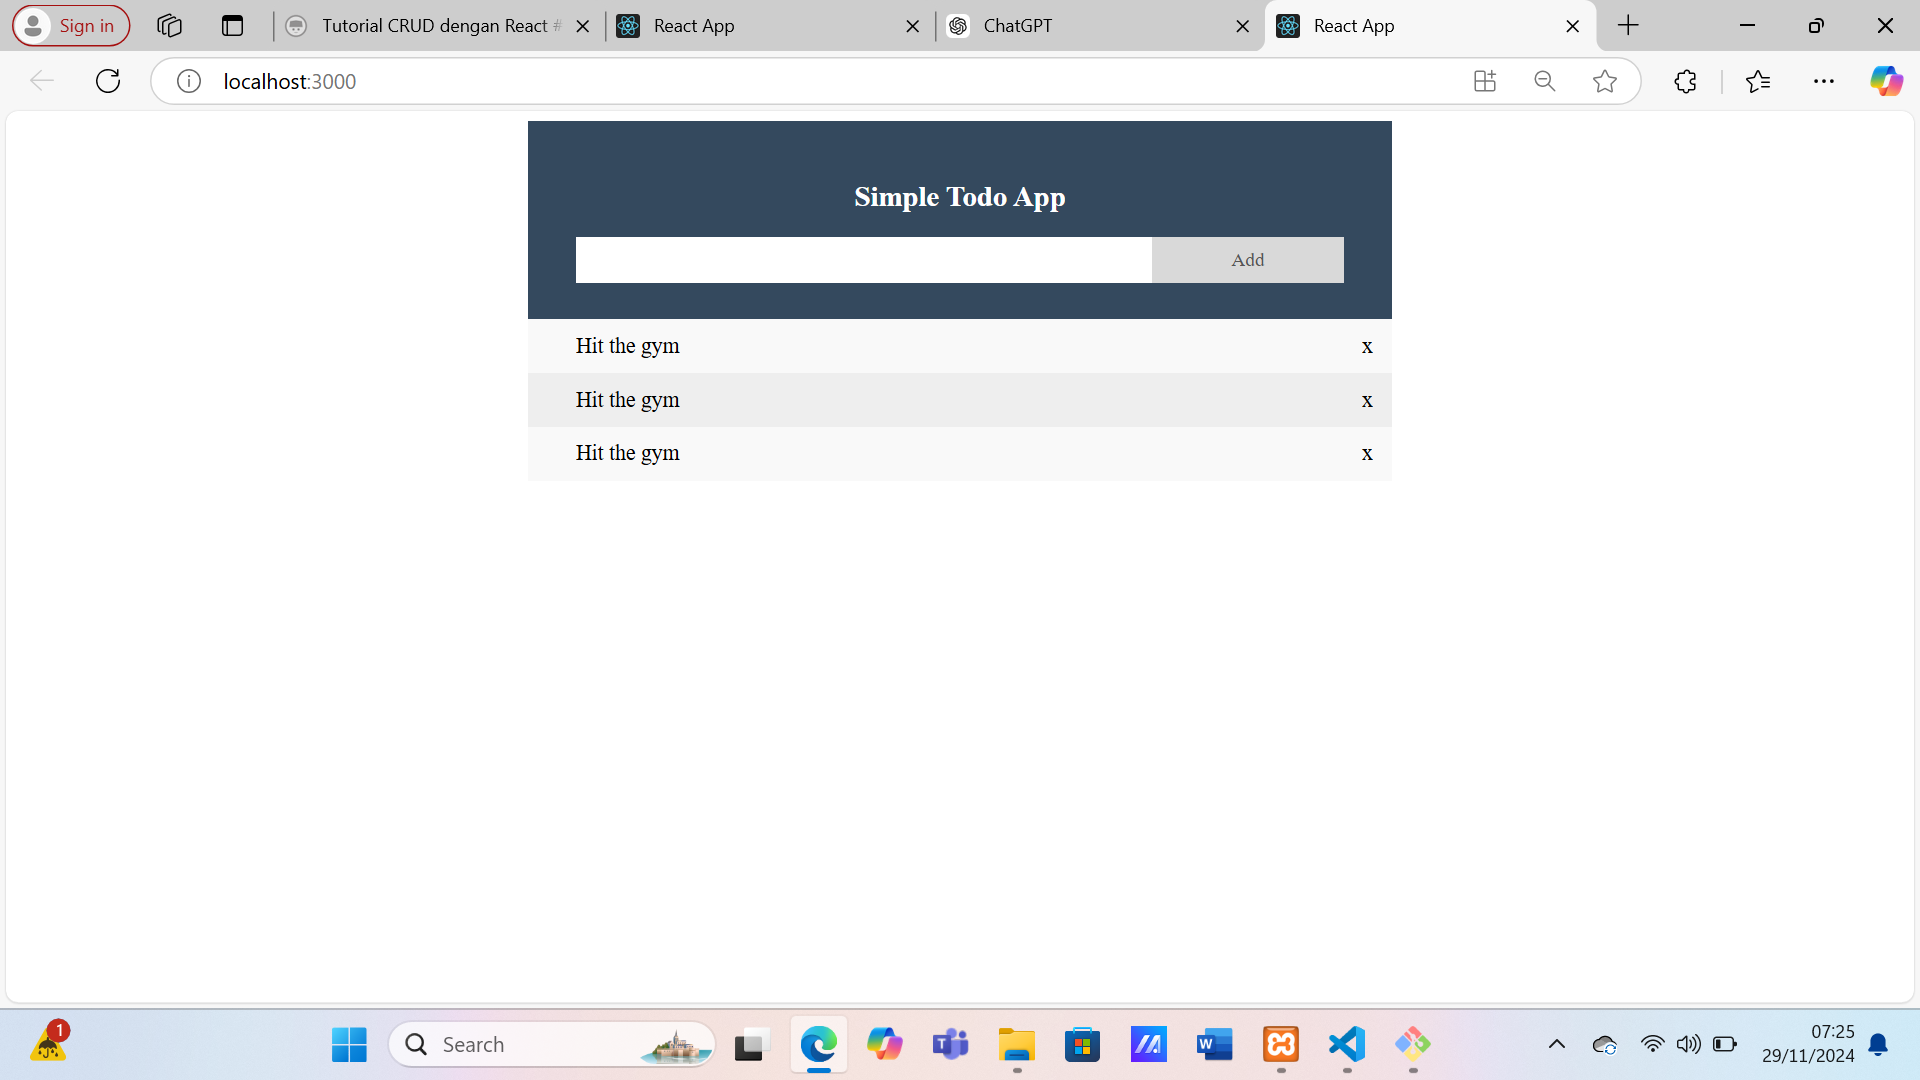 Sign in
Tutorial CRUD dengan React #
React App
ChatGPT
React App
localhost:3000
Simple Todo App
Add
Hit the gym x
Hit the gym x
Hit the gym x
1
Search
07:25
29/11/2024